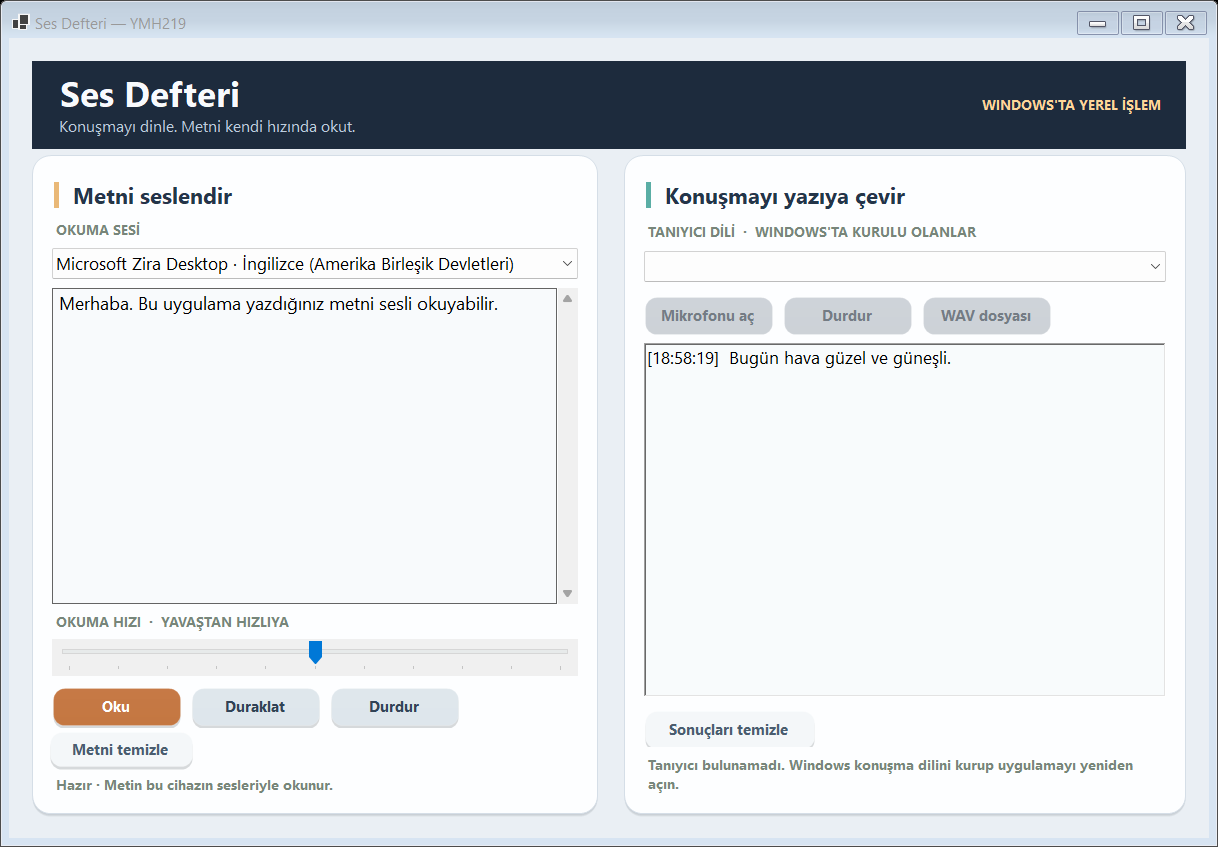 Ses Defteri — YMH219
Ses Defteri
Konuşmayı dinle. Metni kendi hızında okut.
WINDOWS'TA YEREL İŞLEM
Metni seslendir
OKUMA SESİ
Microsoft Zira Desktop · İngilizce (Amerika Birleşik Devletleri)
Merhaba. Bu uygulama yazdığınız metni sesli okuyabilir.
OKUMA HIZI · YAVAŞTAN HIZLIYA
Oku
Duraklat
Durdur
Metni temizle
Hazır · Metin bu cihazın sesleriyle okunur.
Konuşmayı yazıya çevir
TANIYICI DİLİ · WINDOWS'TA KURULU OLANLAR
Mikrofonu aç
Durdur
WAV dosyası
[18:58:19] Bugün hava güzel ve güneşli.
Sonuçları temizle
Tanıyıcı bulunamadı. Windows konuşma dilini kurup uygulamayı yeniden
açın.